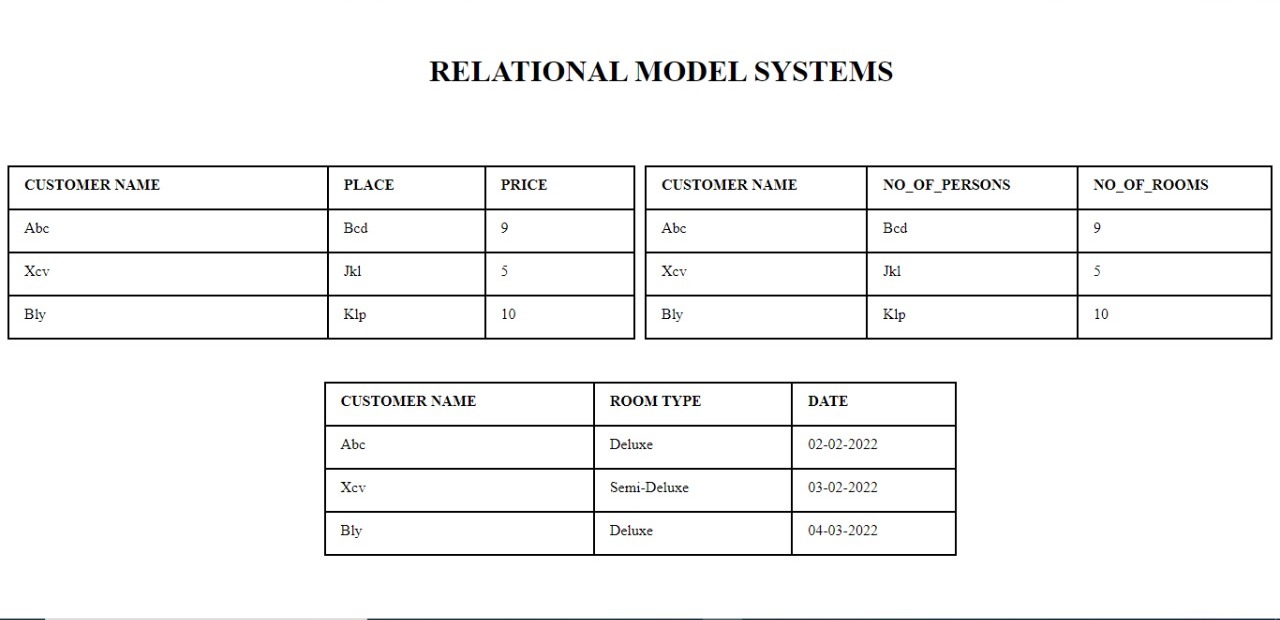 RELATIONAL MODEL SYSTEMS
CUSTOMER NAME PLACE PRICE
Abc Bcd 9
Xcv Jkl 5
Bly Klp 10
CUSTOMER NAME NO_OF_PERSONS NO_OF_ROOMS
Abc Bcd 9
Xcv Jkl 5
Bly Klp 10
CUSTOMER NAME ROOM TYPE DATE
Abc Deluxe 02-02-2022
Xcv Semi-Deluxe 03-02-2022
Bly Deluxe 04-03-2022